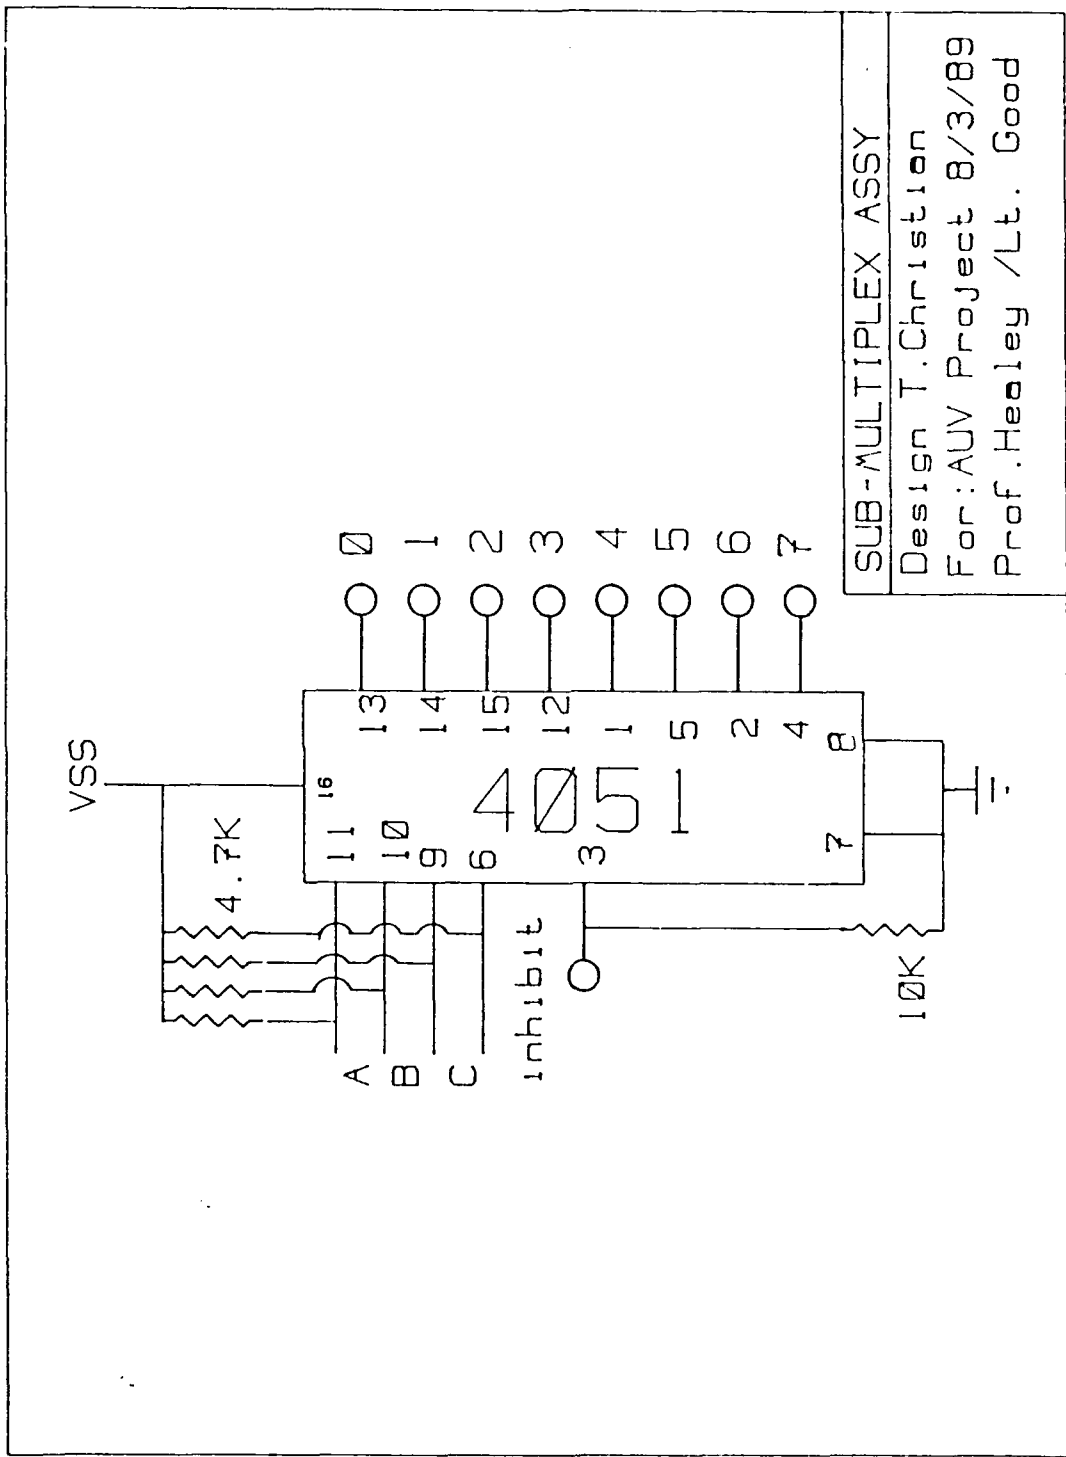 VSS
4.7K
16
11
10
9
6
3
13
14
15
12
1
5
2
4
7
8
4051
0
1
2
3
4
5
6
7
A
B
C
inhibit
10K
SUB-MULTIPLEX ASSY
Design T.Christian
For:AUV Project 8/3/89
Prof.Healey /Lt. Good